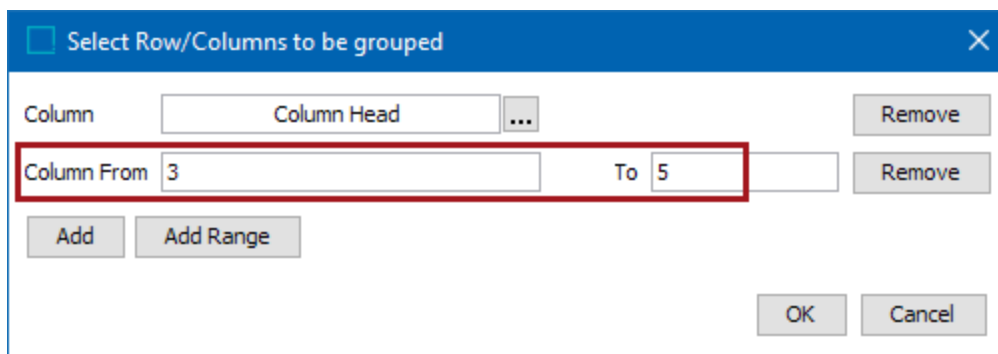 Select Row/Columns to be grouped
Column Column Head ... Remove
Column From 3 To 5 Remove
Add Add Range
OK Cancel